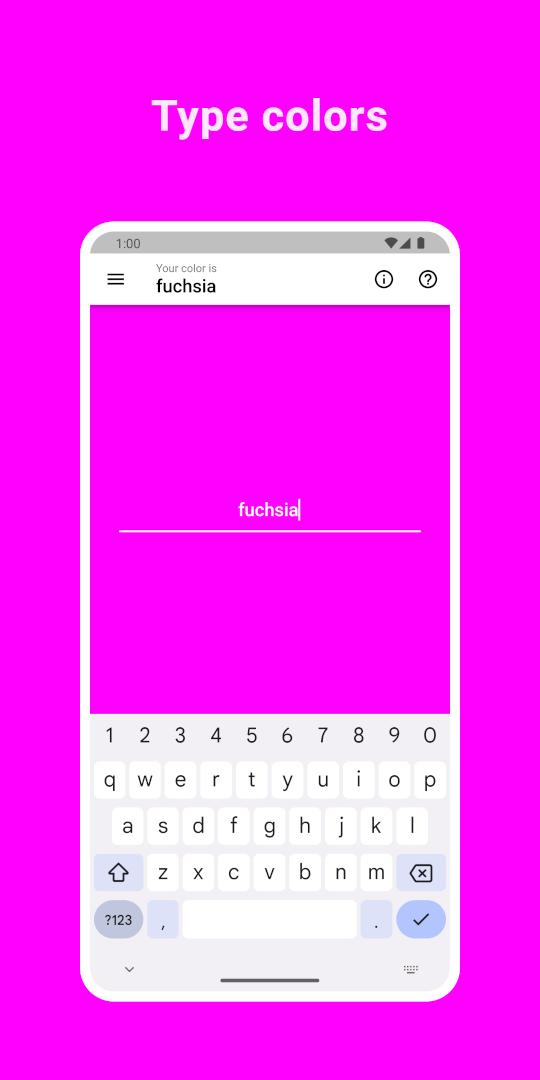 Type colors
1:00
Your color is
fuchsia
fuchsia
1 2 3 4 5 6 7 8 9 0
q w e r t y u i o p
a s d f g h j k l
z x c v b n m
?123 , .